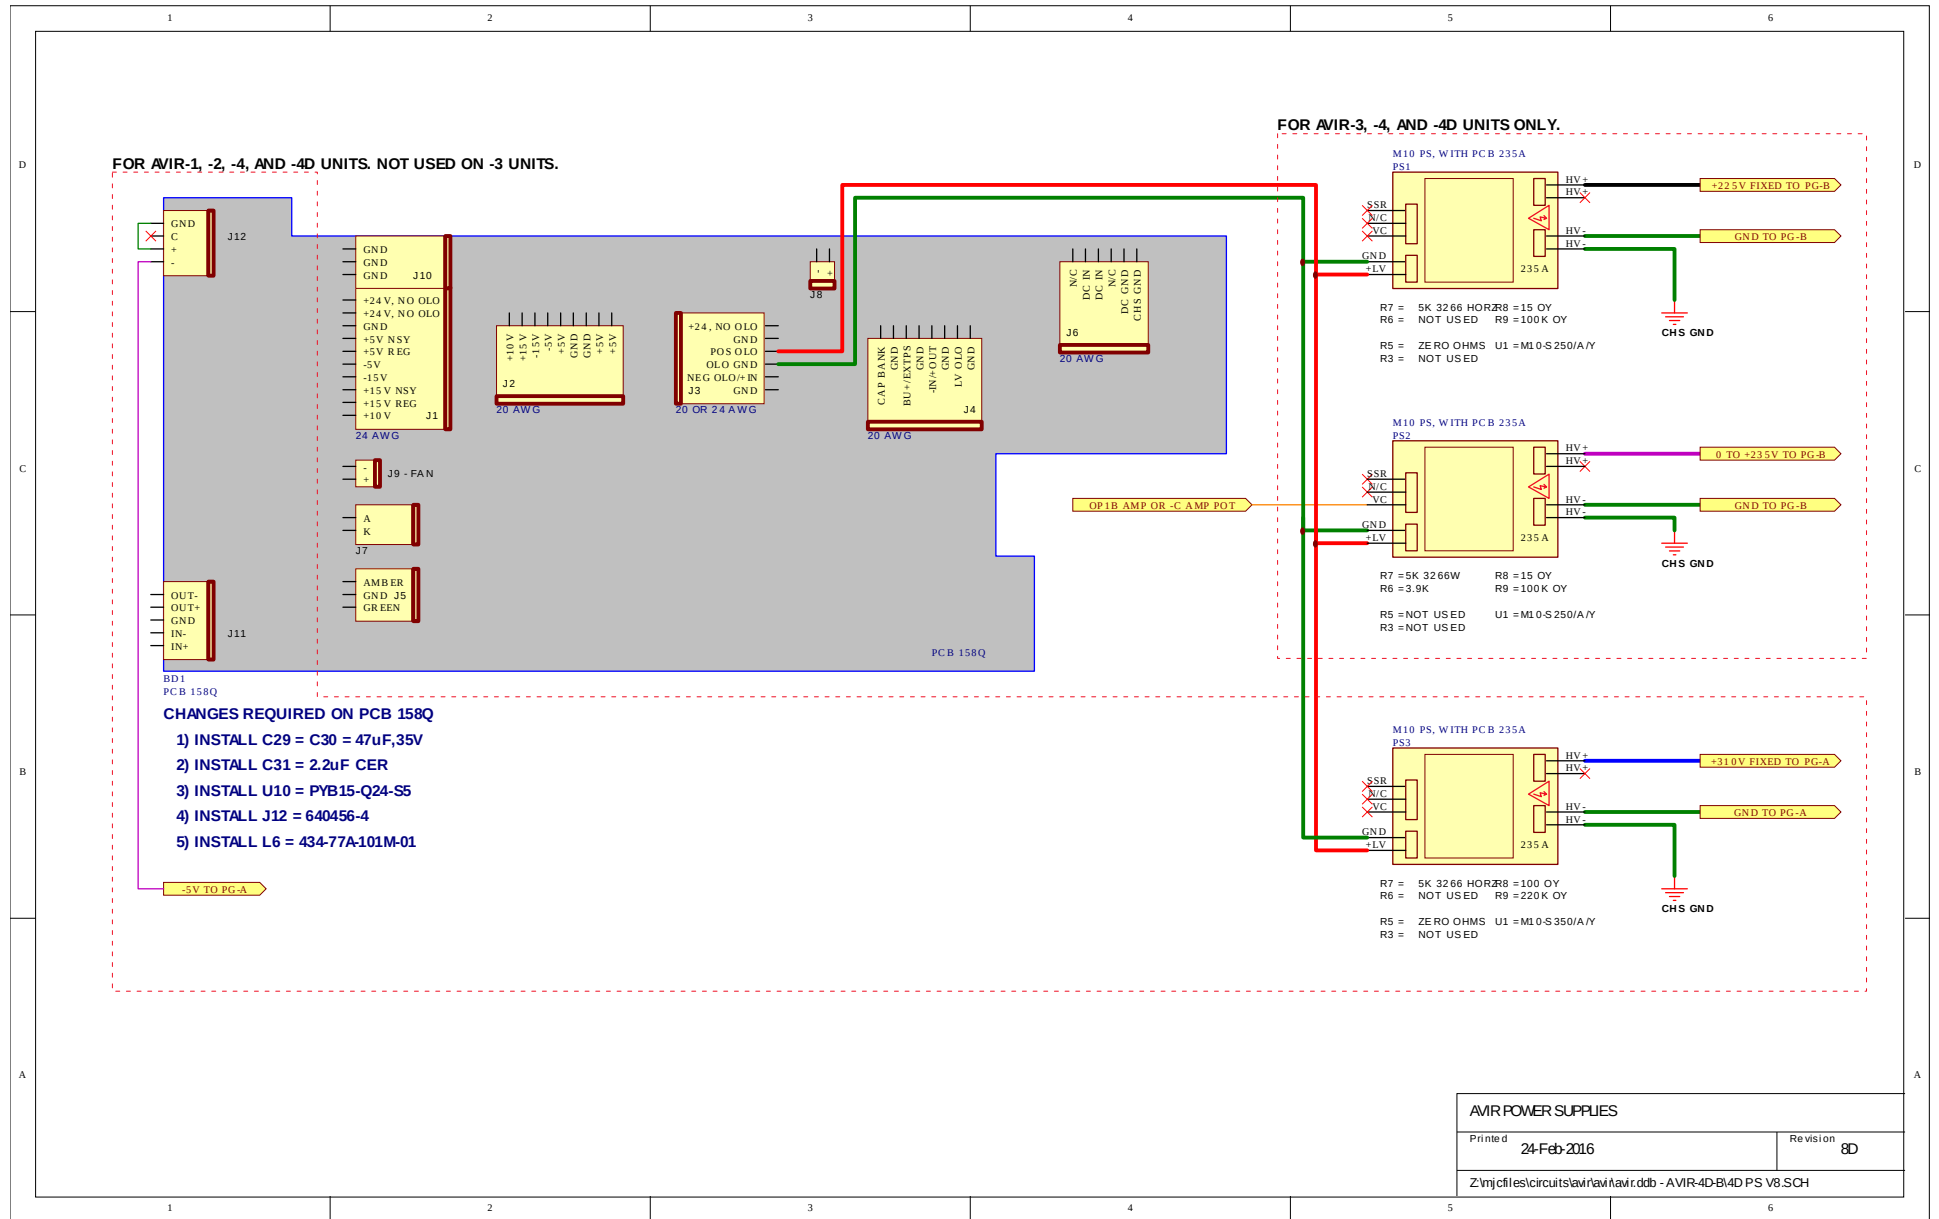 1 2 3 4 5 6
FOR AVIR-3, -4, AND -4D UNITS ONLY.
FOR AVIR-1, -2, -4, AND -4D UNITS. NOT USED ON -3 UNITS.
D
D
C
C
B
B
A
A
GND
C
+
-
J12
GND
GND
GND
J10
+24V, NO OLO
+24V, NO OLO
GND
+5V NSY
+5V REG
-5V
-15V
+15V NSY
+15V REG
+10V
J1
24 AWG
+10V
+15V
-15V
-5V
+5V
GND
GND
+5V
+5V
J2
20 AWG
+24, NO OLO
GND
POS OLO
OLO GND
NEG OLO/+IN
GND
J3
20 OR 24 AWG
- +
J8
CAP BANK
GND
BU+/EXTPS
GND
-IN/+OUT
GND
LV OLO
GND
J4
20 AWG
N/C
DC IN
DC IN
N/C
DC GND
CHS GND
J6
20 AWG
-
+
J9 - FAN
A
K
J7
AMBER
GND J5
GREEN
OUT-
OUT+
GND
IN-
IN+
J11
PCB 158Q
BD1
PCB 158Q
CHANGES REQUIRED ON PCB 158Q
1) INSTALL C29 = C30 = 47uF,35V
2) INSTALL C31 = 2.2uF CER
3) INSTALL U10 = PYB15-Q24-S5
4) INSTALL J12 = 640456-4
5) INSTALL L6 = 434-77A-101M-01
-5V TO PG-A
M10 PS, WITH PCB 235A
PS1
SSR
N/C
VC
GND
+LV
HV+
HV+
HV-
HV-
235A
+225V FIXED TO PG-B
GND TO PG-B
CHS GND
R7 = 5K 3266 HORZ R8 = 15 OY
R6 = NOT USED R9 = 100K OY
R5 = ZERO OHMS U1 = M10-S250/A/Y
R3 = NOT USED
M10 PS, WITH PCB 235A
PS2
OP1B AMP OR -C AMP POT
SSR
N/C
VC
GND
+LV
HV+
HV+
HV-
HV-
235A
0 TO +235V TO PG-B
GND TO PG-B
CHS GND
R7 = 5K 3266W R8 = 15 OY
R6 = 3.9K R9 = 100K OY
R5 = NOT USED U1 = M10-S250/A/Y
R3 = NOT USED
M10 PS, WITH PCB 235A
PS3
SSR
N/C
VC
GND
+LV
HV+
HV+
HV-
HV-
235A
+310V FIXED TO PG-A
GND TO PG-A
CHS GND
R7 = 5K 3266 HORZ R8 = 100 OY
R6 = NOT USED R9 = 220K OY
R5 = ZERO OHMS U1 = M10-S350/A/Y
R3 = NOT USED
AVIR POWER SUPPLIES
Printed 24-Feb-2016 Revision 8D
Z:\mjcfiles\circuits\avir\avir\avir.ddb - AVIR-4D-B\4D PS V8.SCH
1 2 3 4 5 6